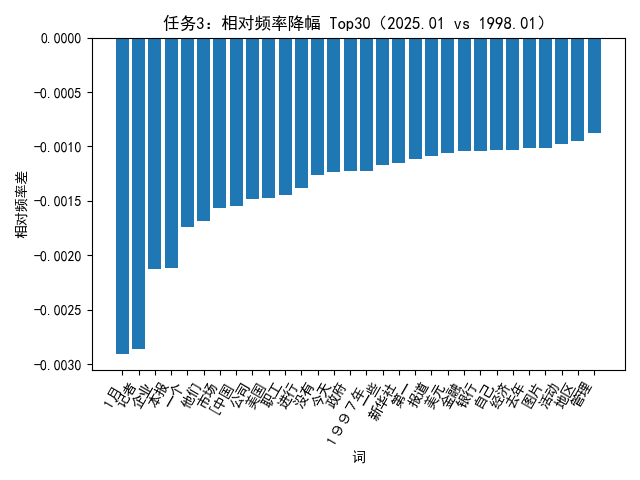 任务3：相对频率降幅 Top30（2025.01 vs 1998.01）
相对频率差
0.0000
−0.0005
−0.0010
−0.0015
−0.0020
−0.0025
−0.0030
１月
记者
企业
本报
一个
他们
市场
［中国
公司
美国
职工
进行
没有
今天
政府
１９９７年
一些
新华社
第一
报道
美元
金融
银行
自己
经济
去年
图片
活动
地区
管理
词